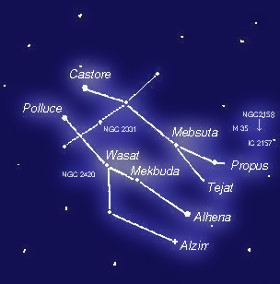 Castore
Polluce
NGC2158
M 35
IC 2157
NGC 2331
Mebsuta
Wasat
Propus
NGC 2420
Mekbuda
Tejat
Alhena
Alzirr